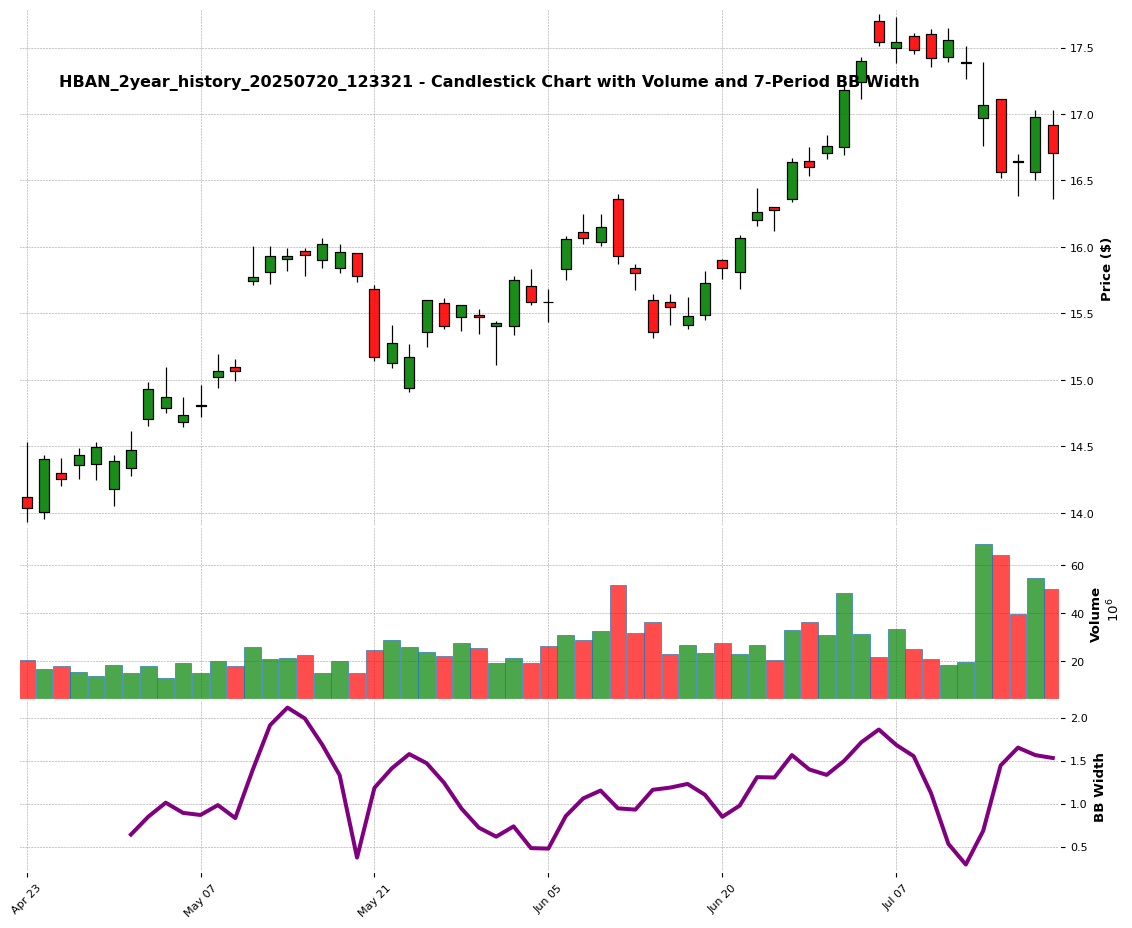 HBAN_2year_history_20250720_123321 - Candlestick Chart with Volume and 7-Period BB Width
17.5
17.0
16.5
16.0
15.5
15.0
14.5
14.0
Price ($)
60
40
20
Volume
10^6
2.0
1.5
1.0
0.5
BB Width
Apr 23
May 07
May 21
Jun 05
Jun 20
Jul 07